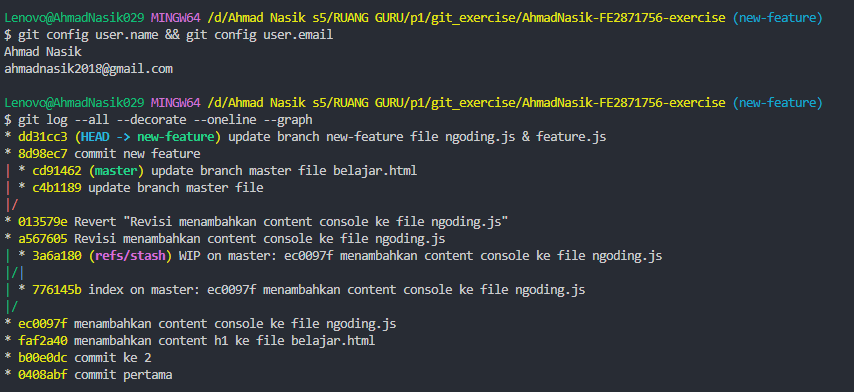 Lenovo@AhmadNasik029 MINGW64 /d/Ahmad Nasik s5/RUANG GURU/p1/git_exercise/AhmadNasik-FE2871756-exercise (new-feature)
$ git config user.name && git config user.email
Ahmad Nasik
ahmadnasik2018@gmail.com

Lenovo@AhmadNasik029 MINGW64 /d/Ahmad Nasik s5/RUANG GURU/p1/git_exercise/AhmadNasik-FE2871756-exercise (new-feature)
$ git log --all --decorate --oneline --graph
* dd31cc3 (HEAD -> new-feature) update branch new-feature file ngoding.js & feature.js
* 8d98ec7 commit new feature
| * cd91462 (master) update branch master file belajar.html
| * c4b1189 update branch master file
|/
* 013579e Revert "Revisi menambahkan content console ke file ngoding.js"
* a567605 Revisi menambahkan content console ke file ngoding.js
| * 3a6a180 (refs/stash) WIP on master: ec0097f menambahkan content console ke file ngoding.js
|/|
| * 776145b index on master: ec0097f menambahkan content console ke file ngoding.js
|/
* ec0097f menambahkan content console ke file ngoding.js
* faf2a40 menambahkan content h1 ke file belajar.html
* b00e0dc commit ke 2
* 0408abf commit pertama